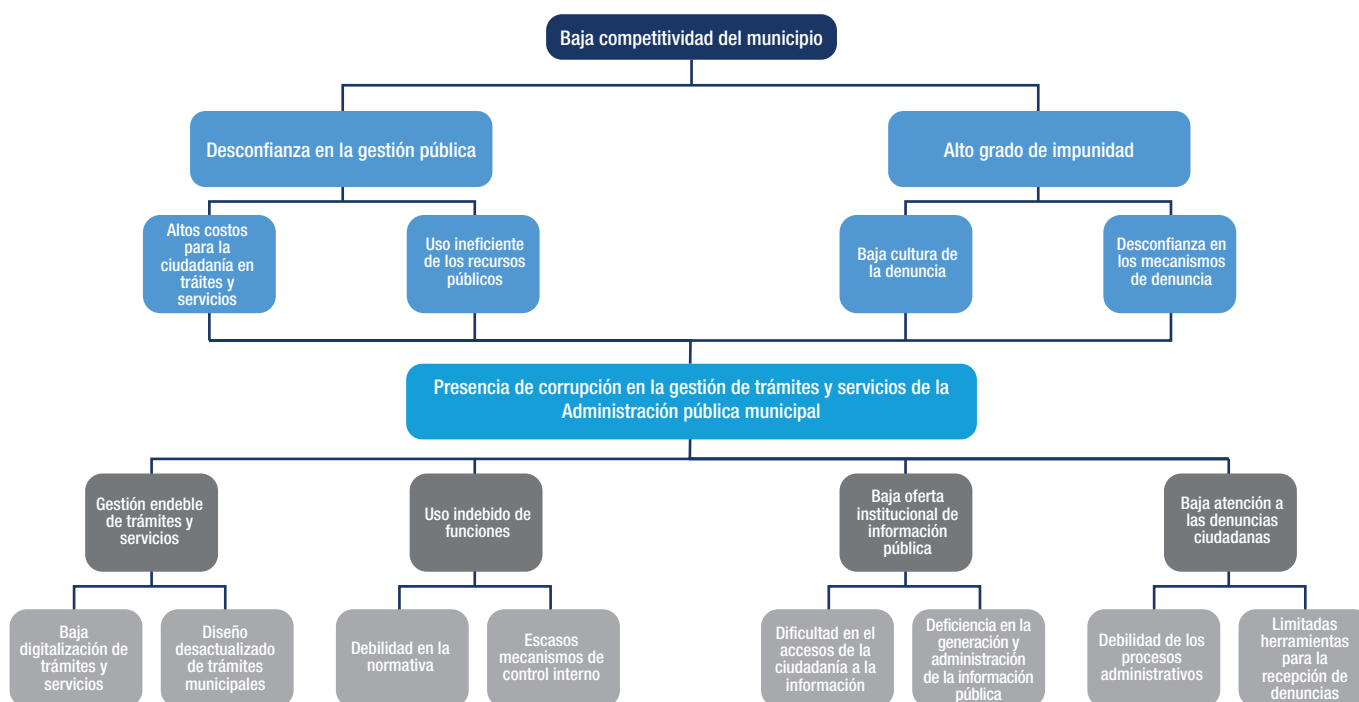 Baja competitividad del municipio
Desconfianza en la gestión pública
Alto grado de impunidad
Altos costos
para la
ciudadanía en
tráites y
servicios
Uso ineficiente
de los recursos
públicos
Baja cultura de
la denuncia
Desconfianza en
los mecanismos
de denuncia
Presencia de corrupción en la gestión de trámites y servicios de la
Administración pública municipal
Gestión endeble
de trámites y
servicios
Uso indebido de
funciones
Baja oferta
institucional de
información
pública
Baja atención a
las denuncias
ciudadanas
Baja
digitalización de
trámites y
servicios
Diseño
desactualizado
de trámites
municipales
Debilidad en la
normativa
Escasos
mecanismos de
control interno
Dificultad en el
accesos de la
ciudadanía a la
información
Deficiencia en la
generación y
administración
de la información
pública
Debilidad de los
procesos
administrativos
Limitadas
herramientas
para la
recepción de
denuncias